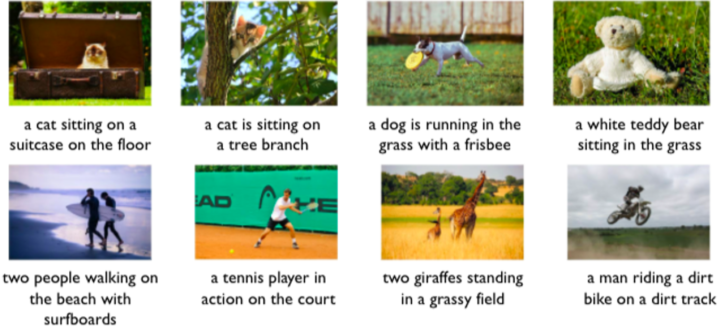 a cat sitting on a
suitcase on the floor
a cat is sitting on
a tree branch
a dog is running in the
grass with a frisbee
a white teddy bear
sitting in the grass
EAD
HE
two people walking on
the beach with
surfboards
a tennis player in
action on the court
two giraffes standing
in a grassy field
a man riding a dirt
bike on a dirt track